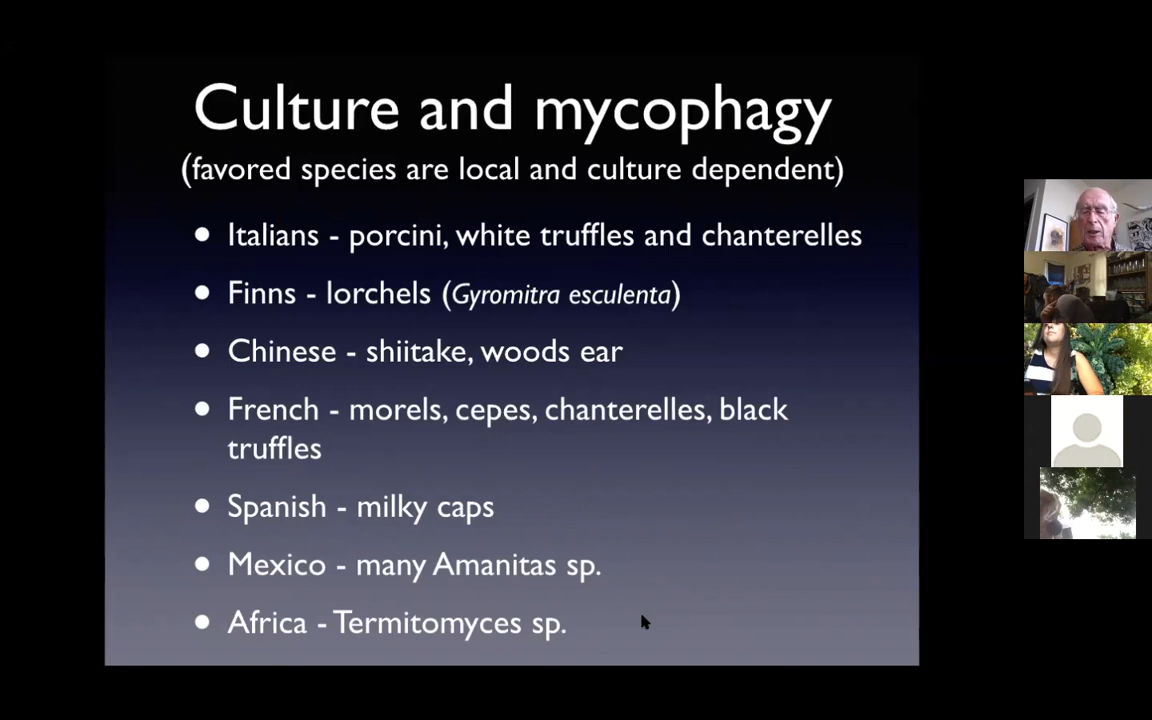 Culture and mycophagy
(favored species are local and culture dependent)
• Italians - porcini, white truffles and chanterelles
• Finns - lorchels (Gyromitra esculenta)
• Chinese - shiitake, woods ear
• French - morels, cepes, chanterelles, black
truffles
• Spanish - milky caps
• Mexico - many Amanitas sp.
• Africa - Termitomyces sp.